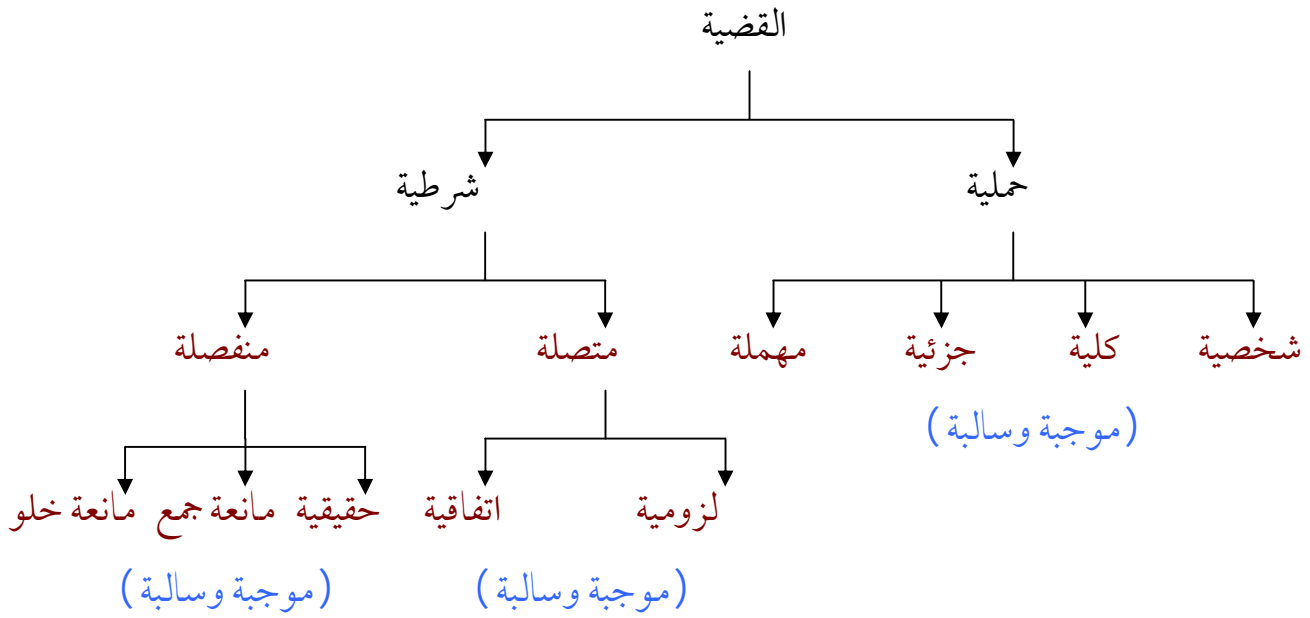 القضية
حملية شرطية
شخصية كلية جزئية مهملة متصلة منفصلة
(موجبة وسالبة)
لزومية اتفاقية حقيقية مانعة جمع مانعة خلو
(موجبة وسالبة) (موجبة وسالبة)